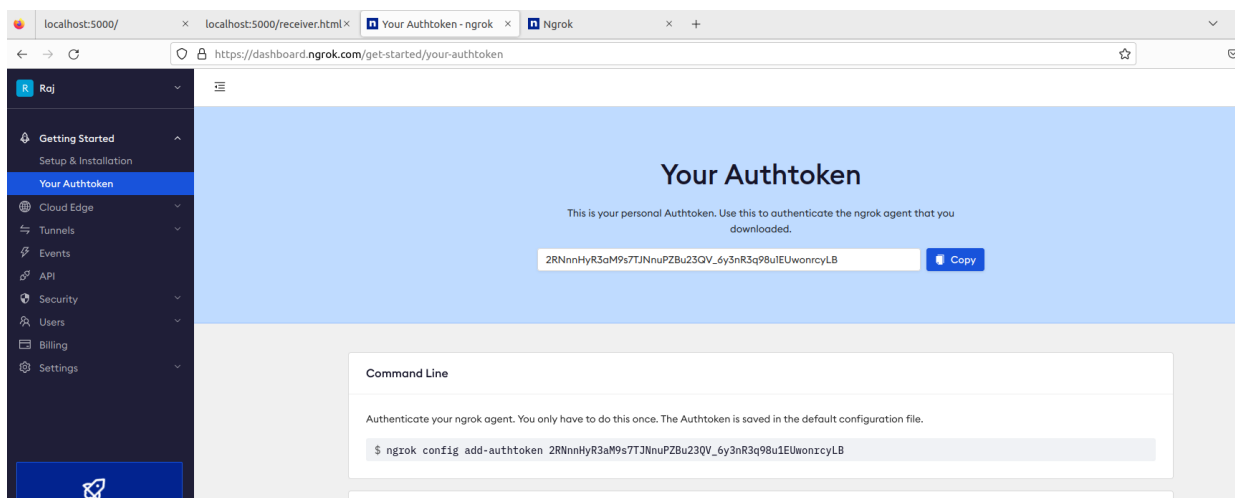 localhost:5000/
localhost:5000/receiver.html
Your Authtoken - ngrok
Ngrok
https://dashboard.ngrok.com/get-started/your-authtoken
R Raj
Getting Started
Setup & Installation
Your Authtoken
Cloud Edge
Tunnels
Events
API
Security
Users
Billing
Settings
Your Authtoken
This is your personal Authtoken. Use this to authenticate the ngrok agent that you
downloaded.
2RNnnHyR3aM9s7TJNnuPZBu23QV_6y3nR3q98u1EUwonrcyLB
Copy
Command Line
Authenticate your ngrok agent. You only have to do this once. The Authtoken is saved in the default configuration file.
$ ngrok config add-authtoken 2RNnnHyR3aM9s7TJNnuPZBu23QV_6y3nR3q98u1EUwonrcyLB